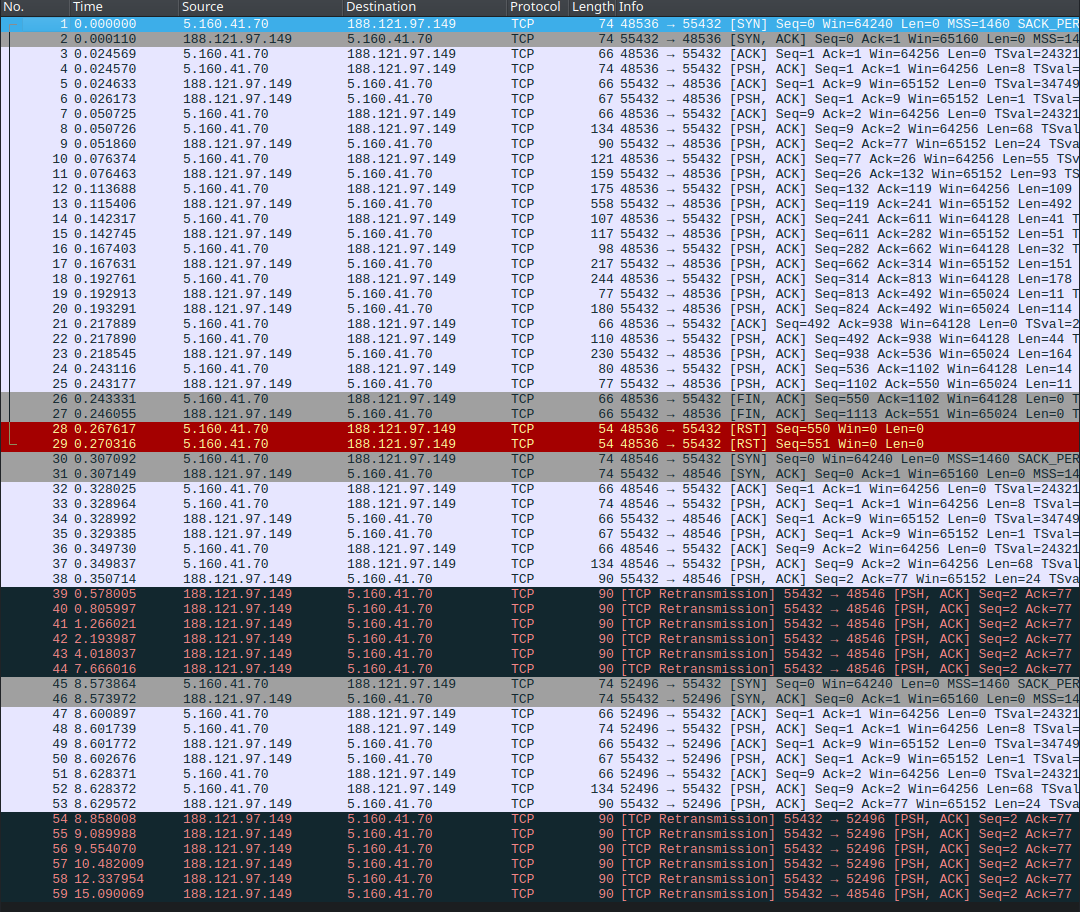 No. Time Source Destination Protocol Length Info
1 0.000000 5.160.41.70 188.121.97.149 TCP 74 48536 → 55432 [SYN] Seq=0 Win=64240 Len=0 MSS=1460 SACK_PER
2 0.000110 188.121.97.149 5.160.41.70 TCP 74 55432 → 48536 [SYN, ACK] Seq=0 Ack=1 Win=65160 Len=0 MSS=14
3 0.024569 5.160.41.70 188.121.97.149 TCP 66 48536 → 55432 [ACK] Seq=1 Ack=1 Win=64256 Len=0 TSval=24321
4 0.024570 5.160.41.70 188.121.97.149 TCP 74 48536 → 55432 [PSH, ACK] Seq=1 Ack=1 Win=64256 Len=8 TSval=
5 0.024633 188.121.97.149 5.160.41.70 TCP 66 55432 → 48536 [ACK] Seq=1 Ack=9 Win=65152 Len=0 TSval=34749
6 0.026173 188.121.97.149 5.160.41.70 TCP 67 55432 → 48536 [PSH, ACK] Seq=1 Ack=9 Win=65152 Len=1 TSval=
7 0.050725 5.160.41.70 188.121.97.149 TCP 66 48536 → 55432 [ACK] Seq=9 Ack=2 Win=64256 Len=0 TSval=24321
8 0.050726 5.160.41.70 188.121.97.149 TCP 134 48536 → 55432 [PSH, ACK] Seq=9 Ack=2 Win=64256 Len=68 TSval
9 0.051860 188.121.97.149 5.160.41.70 TCP 90 55432 → 48536 [PSH, ACK] Seq=2 Ack=77 Win=65152 Len=24 TSva
10 0.076374 5.160.41.70 188.121.97.149 TCP 121 48536 → 55432 [PSH, ACK] Seq=77 Ack=26 Win=64256 Len=55 TSv
11 0.076463 188.121.97.149 5.160.41.70 TCP 159 55432 → 48536 [PSH, ACK] Seq=26 Ack=132 Win=65152 Len=93 TS
12 0.113688 5.160.41.70 188.121.97.149 TCP 175 48536 → 55432 [PSH, ACK] Seq=132 Ack=119 Win=64256 Len=109
13 0.115406 188.121.97.149 5.160.41.70 TCP 558 55432 → 48536 [PSH, ACK] Seq=119 Ack=241 Win=65152 Len=492
14 0.142317 5.160.41.70 188.121.97.149 TCP 107 48536 → 55432 [PSH, ACK] Seq=241 Ack=611 Win=64128 Len=41 T
15 0.142745 188.121.97.149 5.160.41.70 TCP 117 55432 → 48536 [PSH, ACK] Seq=611 Ack=282 Win=65152 Len=51 T
16 0.167403 5.160.41.70 188.121.97.149 TCP 98 48536 → 55432 [PSH, ACK] Seq=282 Ack=662 Win=64128 Len=32 T
17 0.167631 188.121.97.149 5.160.41.70 TCP 217 55432 → 48536 [PSH, ACK] Seq=662 Ack=314 Win=65152 Len=151
18 0.192761 5.160.41.70 188.121.97.149 TCP 244 48536 → 55432 [PSH, ACK] Seq=314 Ack=813 Win=64128 Len=178
19 0.192913 188.121.97.149 5.160.41.70 TCP 77 55432 → 48536 [PSH, ACK] Seq=813 Ack=492 Win=65024 Len=11 T
20 0.193291 188.121.97.149 5.160.41.70 TCP 180 55432 → 48536 [PSH, ACK] Seq=824 Ack=492 Win=65024 Len=114
21 0.217889 5.160.41.70 188.121.97.149 TCP 66 48536 → 55432 [ACK] Seq=492 Ack=938 Win=64128 Len=0 TSval=2
22 0.217890 5.160.41.70 188.121.97.149 TCP 110 48536 → 55432 [PSH, ACK] Seq=492 Ack=938 Win=64128 Len=44 T
23 0.218545 188.121.97.149 5.160.41.70 TCP 230 55432 → 48536 [PSH, ACK] Seq=938 Ack=536 Win=65024 Len=164
24 0.243116 5.160.41.70 188.121.97.149 TCP 80 48536 → 55432 [PSH, ACK] Seq=536 Ack=1102 Win=64128 Len=14
25 0.243177 188.121.97.149 5.160.41.70 TCP 77 55432 → 48536 [PSH, ACK] Seq=1102 Ack=550 Win=65024 Len=11
26 0.243331 5.160.41.70 188.121.97.149 TCP 66 48536 → 55432 [FIN, ACK] Seq=550 Ack=1102 Win=64128 Len=0 T
27 0.246055 188.121.97.149 5.160.41.70 TCP 66 55432 → 48536 [FIN, ACK] Seq=1113 Ack=551 Win=65024 Len=0 T
28 0.267617 5.160.41.70 188.121.97.149 TCP 54 48536 → 55432 [RST] Seq=550 Win=0 Len=0
29 0.270316 5.160.41.70 188.121.97.149 TCP 54 48536 → 55432 [RST] Seq=551 Win=0 Len=0
30 0.307092 5.160.41.70 188.121.97.149 TCP 74 48546 → 55432 [SYN] Seq=0 Win=64240 Len=0 MSS=1460 SACK_PER
31 0.307149 188.121.97.149 5.160.41.70 TCP 74 55432 → 48546 [SYN, ACK] Seq=0 Ack=1 Win=65160 Len=0 MSS=14
32 0.328025 5.160.41.70 188.121.97.149 TCP 66 48546 → 55432 [ACK] Seq=1 Ack=1 Win=64256 Len=0 TSval=24321
33 0.328964 5.160.41.70 188.121.97.149 TCP 74 48546 → 55432 [PSH, ACK] Seq=1 Ack=1 Win=64256 Len=8 TSval=
34 0.328992 188.121.97.149 5.160.41.70 TCP 66 55432 → 48546 [ACK] Seq=1 Ack=9 Win=65152 Len=0 TSval=34749
35 0.329385 188.121.97.149 5.160.41.70 TCP 67 55432 → 48546 [PSH, ACK] Seq=1 Ack=9 Win=65152 Len=1 TSval=
36 0.349730 5.160.41.70 188.121.97.149 TCP 66 48546 → 55432 [ACK] Seq=9 Ack=2 Win=64256 Len=0 TSval=24321
37 0.349837 5.160.41.70 188.121.97.149 TCP 134 48546 → 55432 [PSH, ACK] Seq=9 Ack=2 Win=64256 Len=68 TSval
38 0.350714 188.121.97.149 5.160.41.70 TCP 90 55432 → 48546 [PSH, ACK] Seq=2 Ack=77 Win=65152 Len=24 TSva
39 0.578005 188.121.97.149 5.160.41.70 TCP 90 [TCP Retransmission] 55432 → 48546 [PSH, ACK] Seq=2 Ack=77
40 0.805997 188.121.97.149 5.160.41.70 TCP 90 [TCP Retransmission] 55432 → 48546 [PSH, ACK] Seq=2 Ack=77
41 1.266021 188.121.97.149 5.160.41.70 TCP 90 [TCP Retransmission] 55432 → 48546 [PSH, ACK] Seq=2 Ack=77
42 2.193987 188.121.97.149 5.160.41.70 TCP 90 [TCP Retransmission] 55432 → 48546 [PSH, ACK] Seq=2 Ack=77
43 4.018037 188.121.97.149 5.160.41.70 TCP 90 [TCP Retransmission] 55432 → 48546 [PSH, ACK] Seq=2 Ack=77
44 7.666016 188.121.97.149 5.160.41.70 TCP 90 [TCP Retransmission] 55432 → 48546 [PSH, ACK] Seq=2 Ack=77
45 8.573864 5.160.41.70 188.121.97.149 TCP 74 52496 → 55432 [SYN] Seq=0 Win=64240 Len=0 MSS=1460 SACK_PER
46 8.573972 188.121.97.149 5.160.41.70 TCP 74 55432 → 52496 [SYN, ACK] Seq=0 Ack=1 Win=65160 Len=0 MSS=14
47 8.600897 5.160.41.70 188.121.97.149 TCP 66 52496 → 55432 [ACK] Seq=1 Ack=1 Win=64256 Len=0 TSval=24321
48 8.601739 5.160.41.70 188.121.97.149 TCP 74 52496 → 55432 [PSH, ACK] Seq=1 Ack=1 Win=64256 Len=8 TSval=
49 8.601772 188.121.97.149 5.160.41.70 TCP 66 55432 → 52496 [ACK] Seq=1 Ack=9 Win=65152 Len=0 TSval=34749
50 8.602676 188.121.97.149 5.160.41.70 TCP 67 55432 → 52496 [PSH, ACK] Seq=1 Ack=9 Win=65152 Len=1 TSval=
51 8.628371 5.160.41.70 188.121.97.149 TCP 66 52496 → 55432 [ACK] Seq=9 Ack=2 Win=64256 Len=0 TSval=24321
52 8.628372 5.160.41.70 188.121.97.149 TCP 134 52496 → 55432 [PSH, ACK] Seq=9 Ack=2 Win=64256 Len=68 TSval
53 8.629572 188.121.97.149 5.160.41.70 TCP 90 55432 → 52496 [PSH, ACK] Seq=2 Ack=77 Win=65152 Len=24 TSva
54 8.858008 188.121.97.149 5.160.41.70 TCP 90 [TCP Retransmission] 55432 → 52496 [PSH, ACK] Seq=2 Ack=77
55 9.089988 188.121.97.149 5.160.41.70 TCP 90 [TCP Retransmission] 55432 → 52496 [PSH, ACK] Seq=2 Ack=77
56 9.554070 188.121.97.149 5.160.41.70 TCP 90 [TCP Retransmission] 55432 → 52496 [PSH, ACK] Seq=2 Ack=77
57 10.482009 188.121.97.149 5.160.41.70 TCP 90 [TCP Retransmission] 55432 → 52496 [PSH, ACK] Seq=2 Ack=77
58 12.337954 188.121.97.149 5.160.41.70 TCP 90 [TCP Retransmission] 55432 → 52496 [PSH, ACK] Seq=2 Ack=77
59 15.090069 188.121.97.149 5.160.41.70 TCP 90 [TCP Retransmission] 55432 → 48546 [PSH, ACK] Seq=2 Ack=77